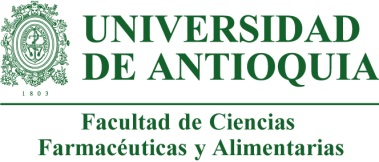 UNIVERSIDAD
DE ANTIOQUIA
1803
Facultad de Ciencias
Farmacéuticas y Alimentarias